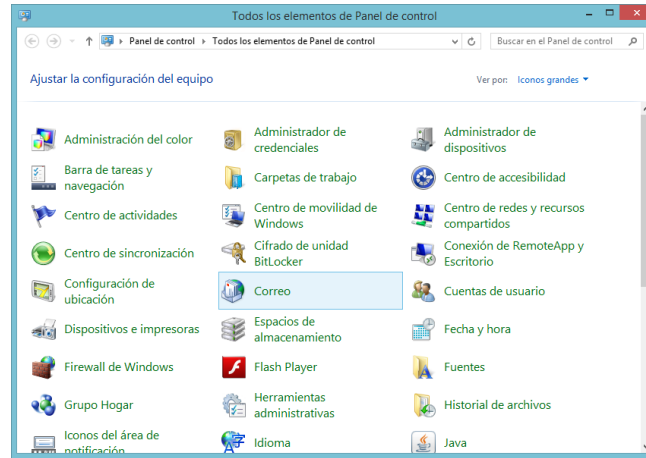 Todos los elementos de Panel de control
Panel de control
Todos los elementos de Panel de control
Buscar en el Panel de control
Ajustar la configuración del equipo
Ver por: Iconos grandes
Administración del color
Administrador de
credenciales
Administrador de
dispositivos
Barra de tareas y
navegación
Carpetas de trabajo
Centro de accesibilidad
Centro de actividades
Centro de movilidad de
Windows
Centro de redes y recursos
compartidos
Centro de sincronización
Cifrado de unidad
BitLocker
Conexión de RemoteApp y
Escritorio
Configuración de
ubicación
Correo
Cuentas de usuario
Dispositivos e impresoras
Espacios de
almacenamiento
Fecha y hora
Firewall de Windows
Flash Player
Fuentes
Grupo Hogar
Herramientas
administrativas
Historial de archivos
Iconos del área de
notificación
Idioma
Java